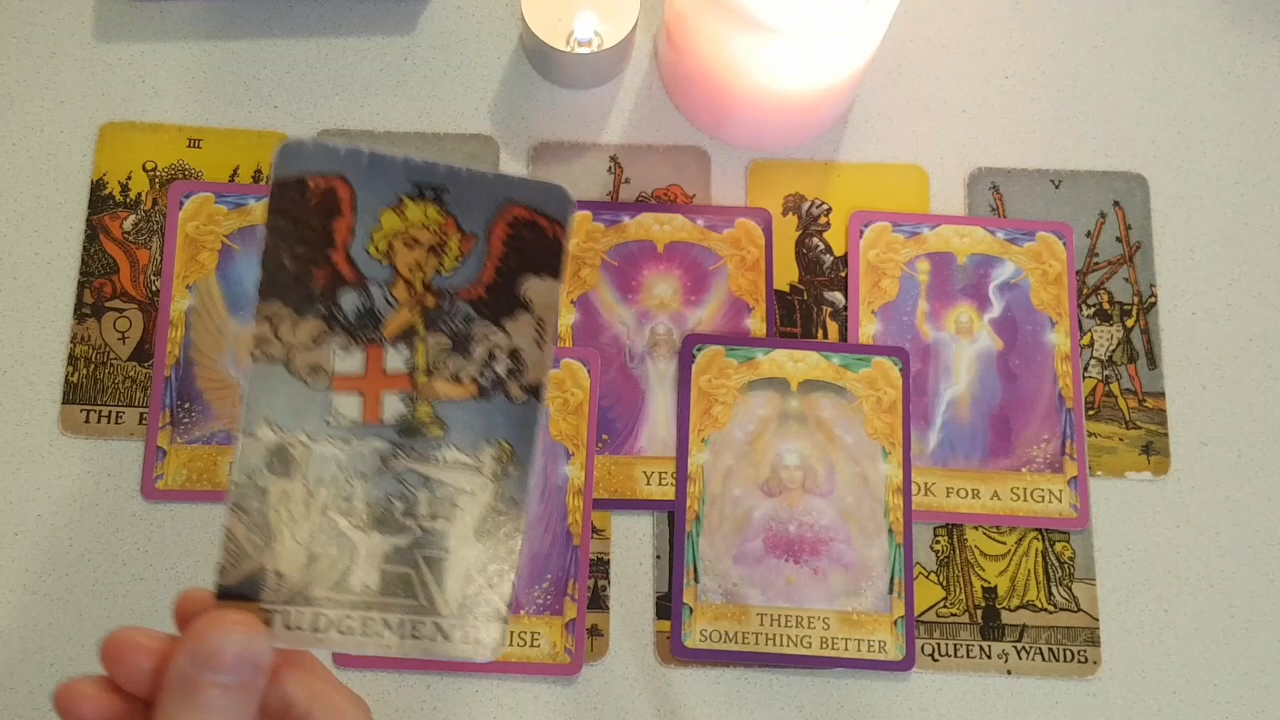 III
V
THE E
YES
OK FOR A SIGN
THERE'S
SOMETHING BETTER
JUDGEMENT
ISE
QUEEN of WANDS.